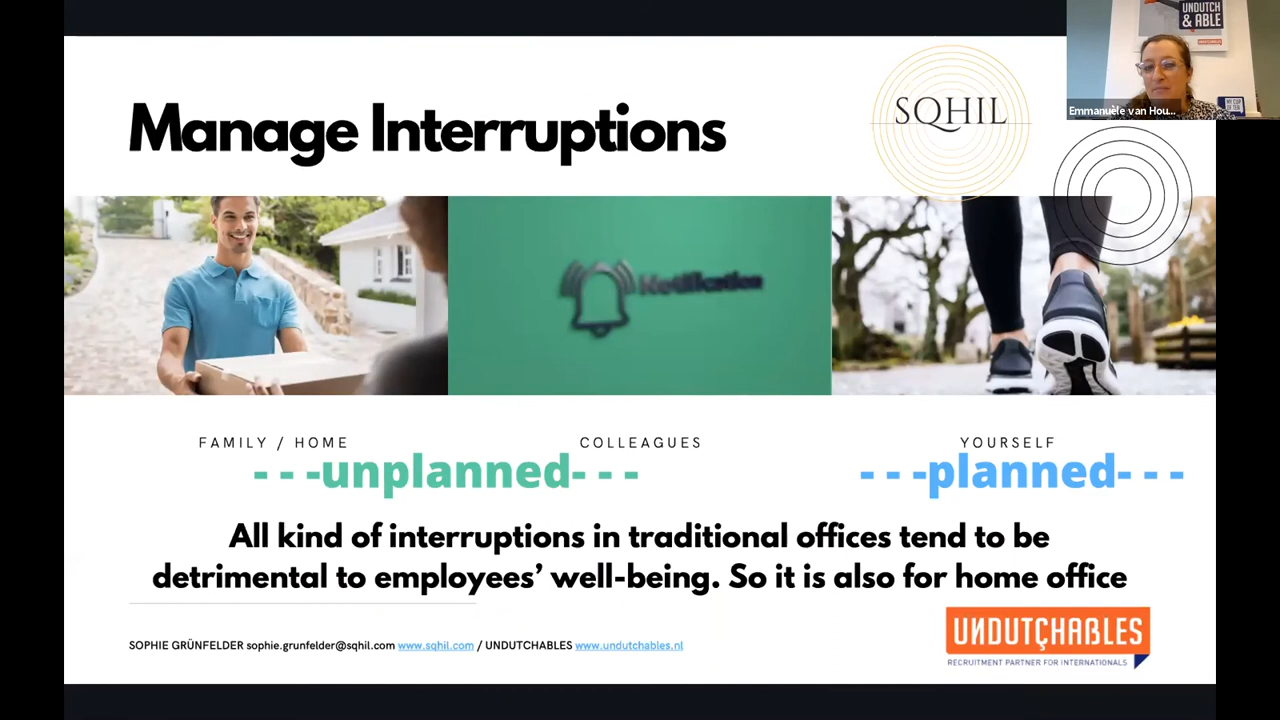 UNDUTCH
& ABLE
Emmanuèle van Hou...
Manage Interruptions
SQHIL
Notification
FAMILY / HOME
COLLEAGUES
YOURSELF
- - -unplanned- - -
- - -planned- - -
All kind of interruptions in traditional offices tend to be
detrimental to employees’ well-being. So it is also for home office
SOPHIE GRÜNFELDER sophie.grunfelder@sqhil.com www.sqhil.com / UNDUTCHABLES www.undutchables.nl
UNDUTÇHABLES
RECRUITMENT PARTNER FOR INTERNATIONALS